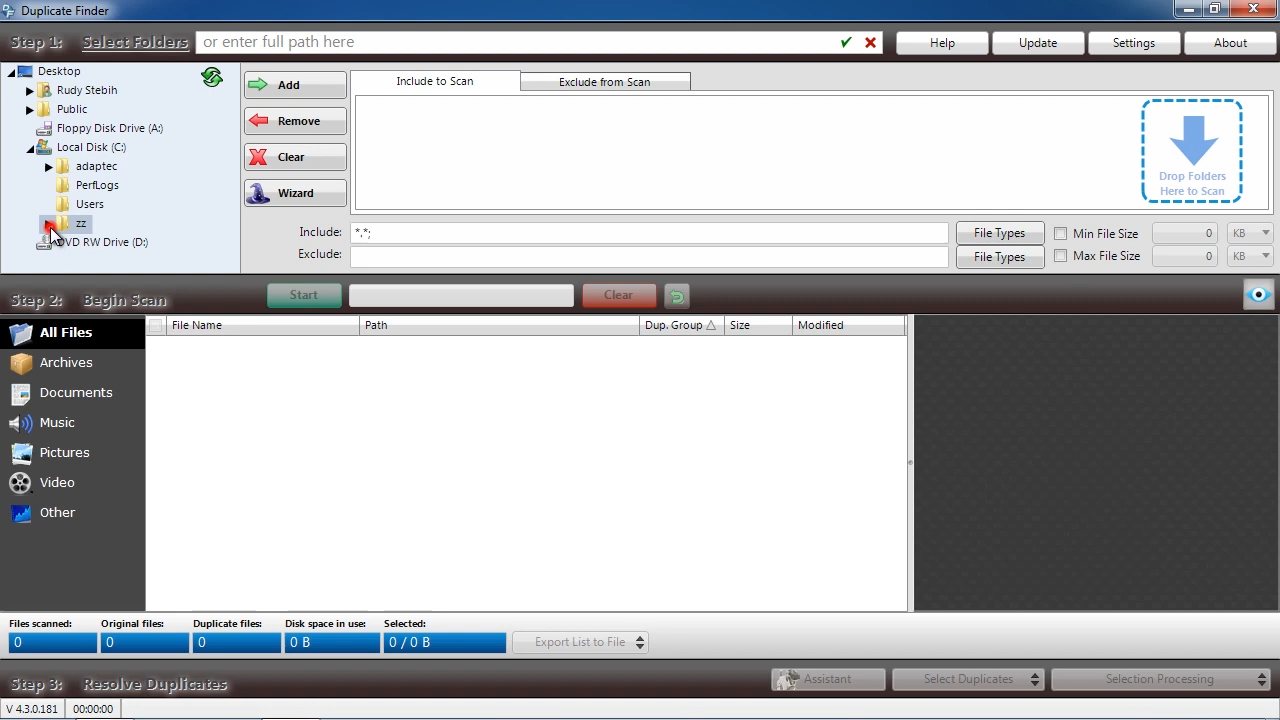 Duplicate Finder
Step 1: Select Folders or enter full path here Help Update Settings About
Desktop
Rudy Stebih
Public
Floppy Disk Drive (A:)
Local Disk (C:)
adaptec
PerfLogs
Users
zz
DVD RW Drive (D:)
Add
Remove
Clear
Wizard
Include to Scan Exclude from Scan
Drop Folders
Here to Scan
Include: *.*; File Types Min File Size 0 KB
Exclude: File Types Max File Size 0 KB
Step 2: Begin Scan Start Clear
All Files
Archives
Documents
Music
Pictures
Video
Other
File Name Path Dup. Group Size Modified
Files scanned: Original files: Duplicate files: Disk space in use: Selected:
0 0 0 0 B 0 / 0 B Export List to File
Step 3: Resolve Duplicates Assistant Select Duplicates Selection Processing
V 4.3.0.181 00:00:00